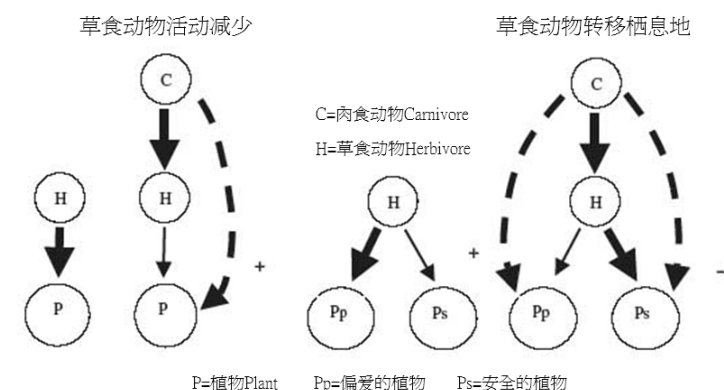 草食动物活动减少
草食动物转移栖息地
C
C
C=肉食动物Carnivore
H=草食动物Herbivore
H
H
H
H
+
+
-
P
P
Pp
Ps
Pp
Ps
P=植物Plant
Pp=偏爱的植物
Ps=安全的植物